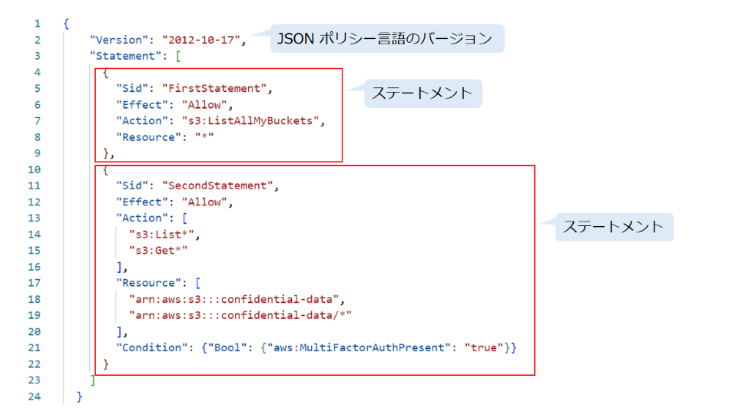 1 {
2 "Version": "2012-10-17", JSON ポリシー言語のバージョン
3 "Statement": [
4 {
5 "Sid": "FirstStatement", ステートメント
6 "Effect": "Allow",
7 "Action": "s3:ListAllMyBuckets",
8 "Resource": "*"
9 },
10 {
11 "Sid": "SecondStatement",
12 "Effect": "Allow",
13 "Action": [ ステートメント
14 "s3:List*",
15 "s3:Get*"
16 ],
17 "Resource": [
18 "arn:aws:s3:::confidential-data",
19 "arn:aws:s3:::confidential-data/*"
20 ],
21 "Condition": {"Bool": {"aws:MultiFactorAuthPresent": "true"}}
22 }
23 ]
24 }